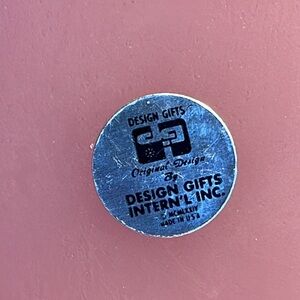 DESIGN GIFTS
Original Design
By
DESIGN GIFTS
INTERN'L INC.
MADE IN U.S.A